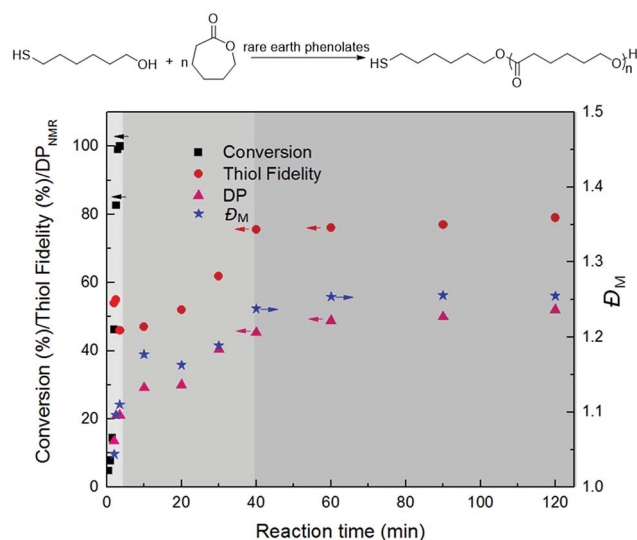 O
HS
OH
+
n
O
rare earth phenolates
HS
O
(
O
O
)
n
H
Conversion (%)/Thiol Fidelity (%)/DP_NMR
100
80
60
40
20
0
Conversion
Thiol Fidelity
DP
Đ_M
1.5
1.4
1.3
1.2
1.1
1.0
Đ_M
0 20 40 60 80 100 120
Reaction time (min)